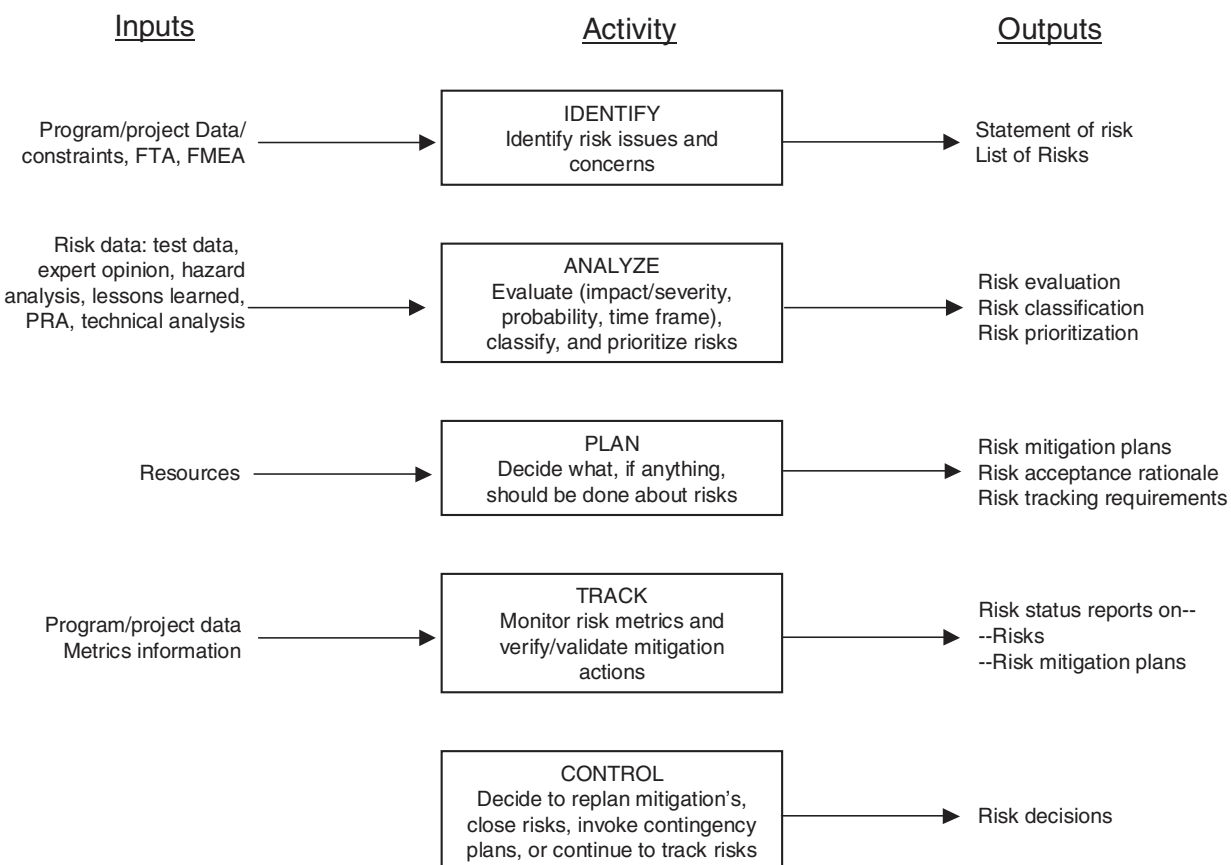 Inputs
Activity
Outputs
Program/project Data/
constraints, FTA, FMEA
IDENTIFY
Identify risk issues and
concerns
Statement of risk
List of Risks
Risk data: test data,
expert opinion, hazard
analysis, lessons learned,
PRA, technical analysis
ANALYZE
Evaluate (impact/severity,
probability, time frame),
classify, and prioritize risks
Risk evaluation
Risk classification
Risk prioritization
Resources
PLAN
Decide what, if anything,
should be done about risks
Risk mitigation plans
Risk acceptance rationale
Risk tracking requirements
Program/project data
Metrics information
TRACK
Monitor risk metrics and
verify/validate mitigation
actions
Risk status reports on--
--Risks
--Risk mitigation plans
CONTROL
Decide to replan mitigation’s,
close risks, invoke contingency
plans, or continue to track risks
Risk decisions